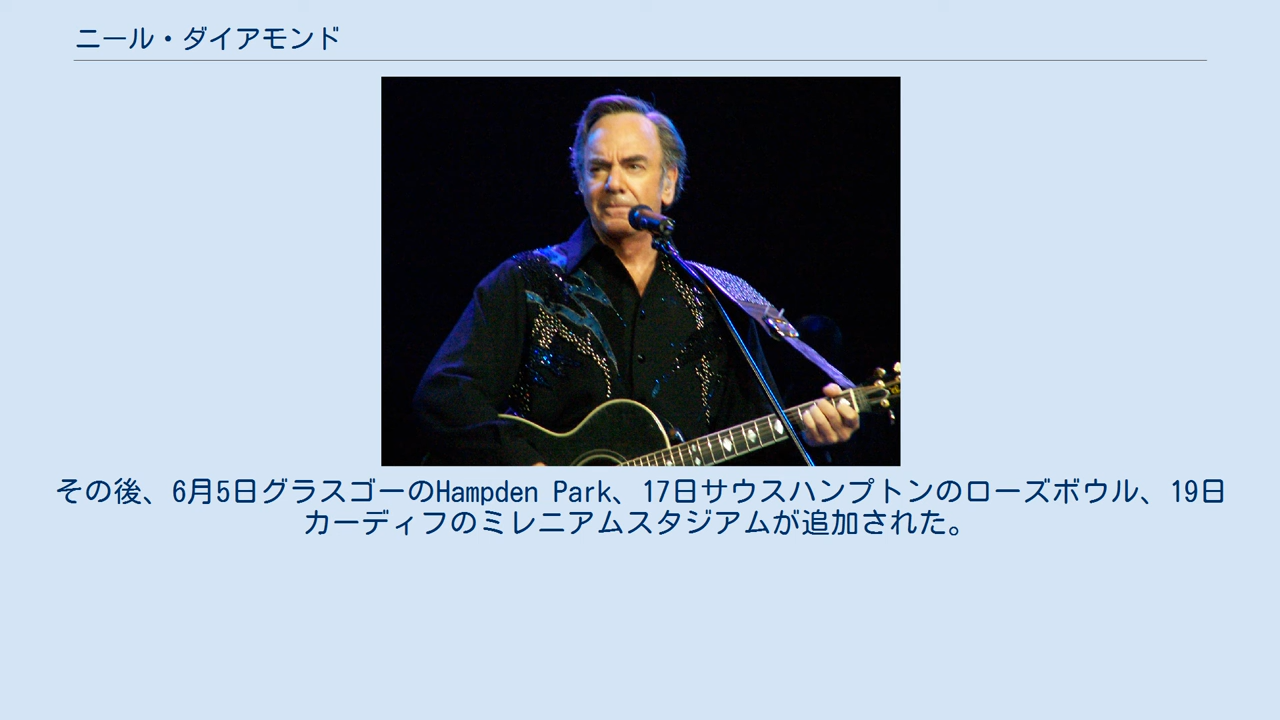 ニール・ダイアモンド
その後、6月5日グラスゴーのHampden Park、17日サウスハンプトンのローズボウル、19日
カーディフのミレニアムスタジアムが追加された。